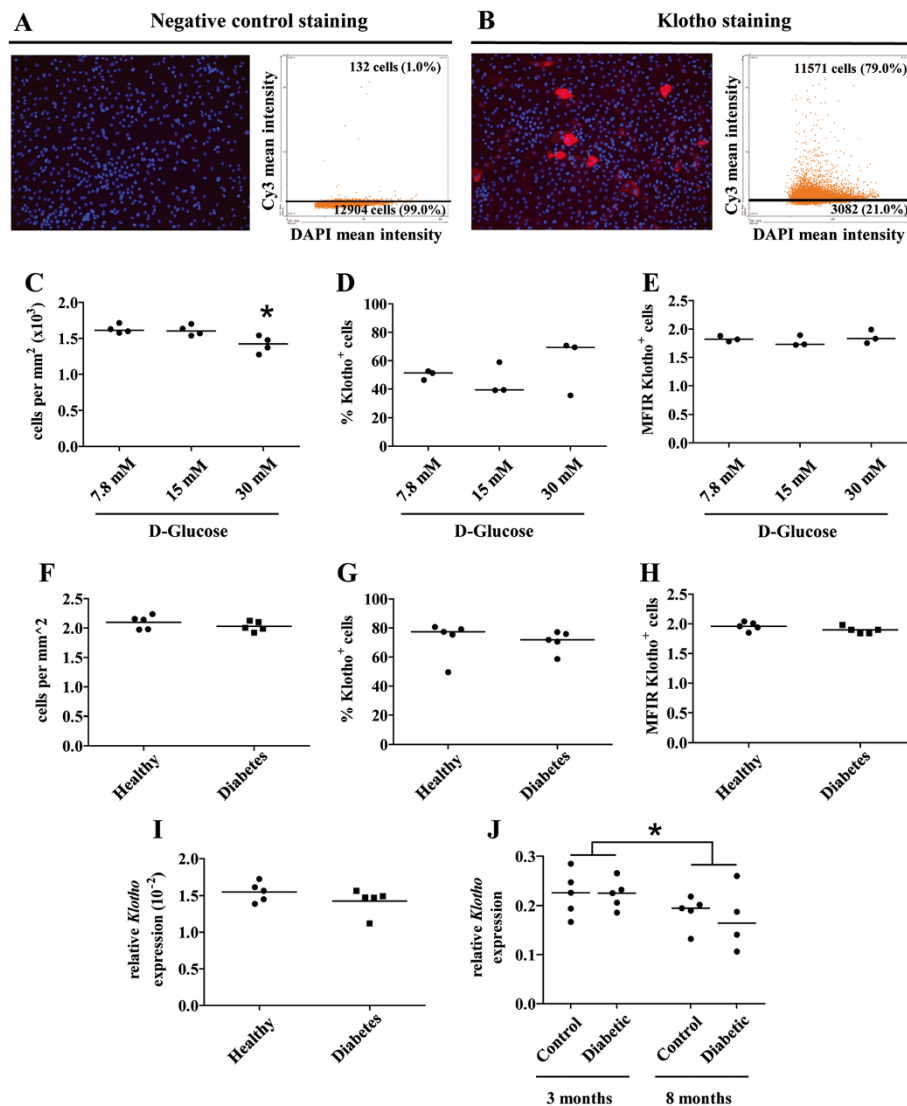 A Negative control staining
B Klotho staining
132 cells (1.0%)
12904 cells (99.0%)
Cy3 mean intensity
DAPI mean intensity
11571 cells (79.0%)
3082 (21.0%)
Cy3 mean intensity
DAPI mean intensity
C
cells per mm² (x10³)
2.0
1.5
1.0
0.5
0.0
*
7.8 mM
15 mM
30 mM
D-Glucose
D
% Klotho⁺ cells
100
80
60
40
20
0
7.8 mM
15 mM
30 mM
D-Glucose
E
MFIR Klotho⁺ cells
2.5
2.0
1.5
1.0
0.5
0.0
7.8 mM
15 mM
30 mM
D-Glucose
F
cells per mm^2
2.5
2.0
1.5
1.0
0.5
0.0
Healthy
Diabetes
G
% Klotho⁺ cells
100
80
60
40
20
0
Healthy
Diabetes
H
MFIR Klotho⁺ cells
2.5
2.0
1.5
1.0
0.5
0.0
Healthy
Diabetes
I
relative Klotho
expression (10⁻²)
2.0
1.5
1.0
0.5
0.0
Healthy
Diabetes
J
relative Klotho
expression
0.3
0.2
0.1
0.0
*
Control
Diabetic
Control
Diabetic
3 months
8 months